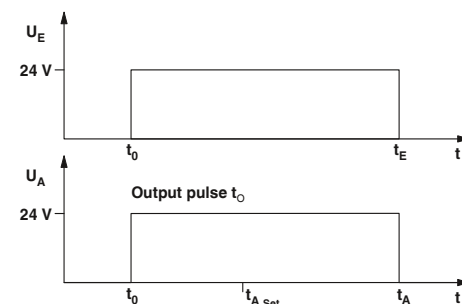 U_E
24 V
t_0
t_E
t
U_A
Output pulse t_O
24 V
t_0
t_A Set
t_A
t